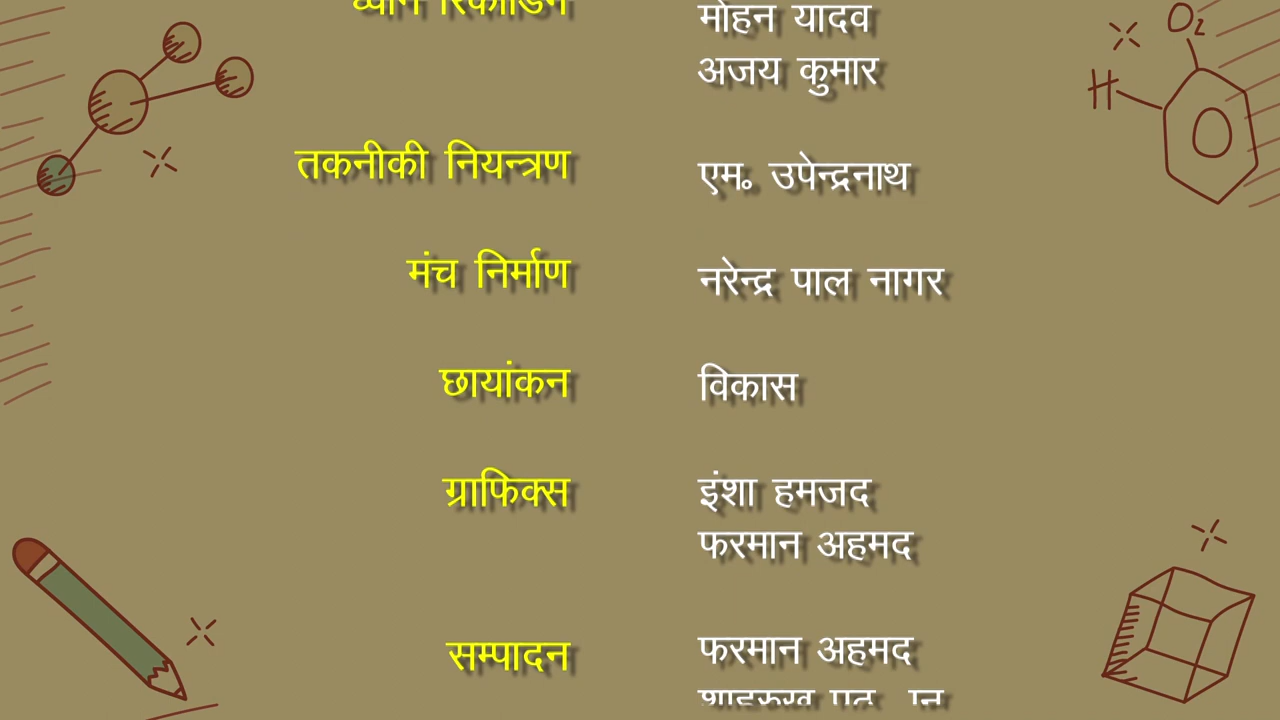 मोहन यादव
अजय कुमार
तकनीकी नियन्त्रण एम॰ उपेन्द्रनाथ
मंच निर्माण नरेन्द्र पाल नागर
छायांकन विकास
ग्राफिक्स इंशा हमजद
फरमान अहमद
सम्पादन फरमान अहमद
O2
H